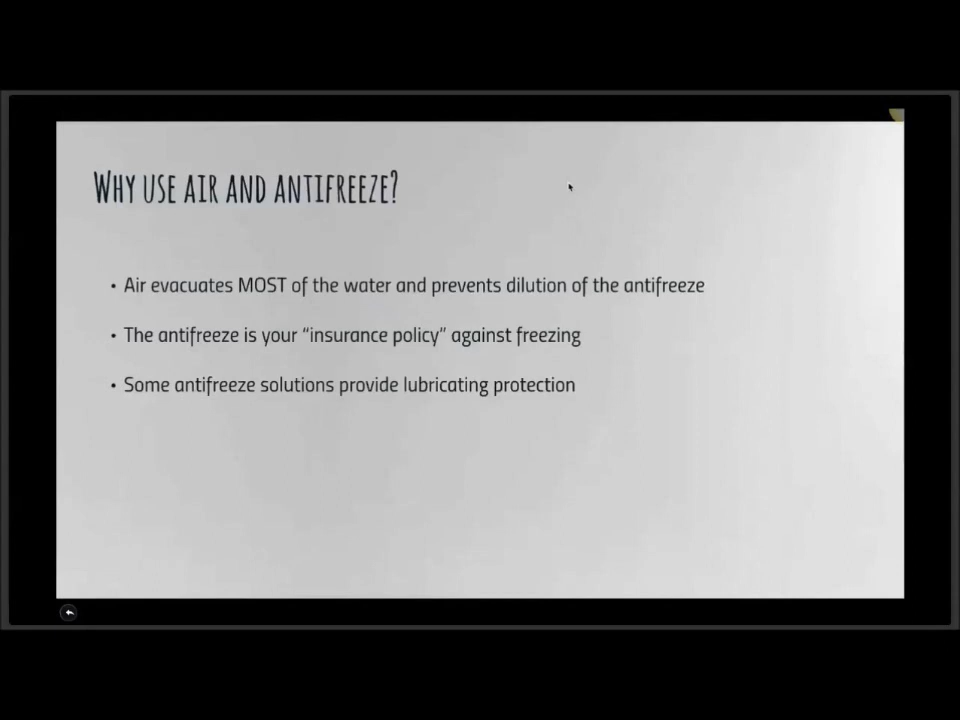 Why use air and antifreeze?
• Air evacuates MOST of the water and prevents dilution of the antifreeze
• The antifreeze is your “insurance policy” against freezing
• Some antifreeze solutions provide lubricating protection